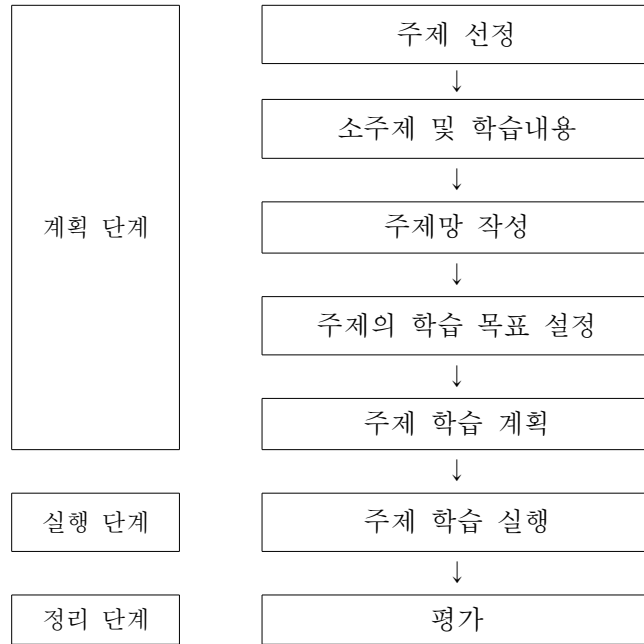 주제 선정
↓
소주제 및 학습내용
↓
계획 단계
주제망 작성
↓
주제의 학습 목표 설정
↓
주제 학습 계획
↓
실행 단계
주제 학습 실행
↓
정리 단계
평가